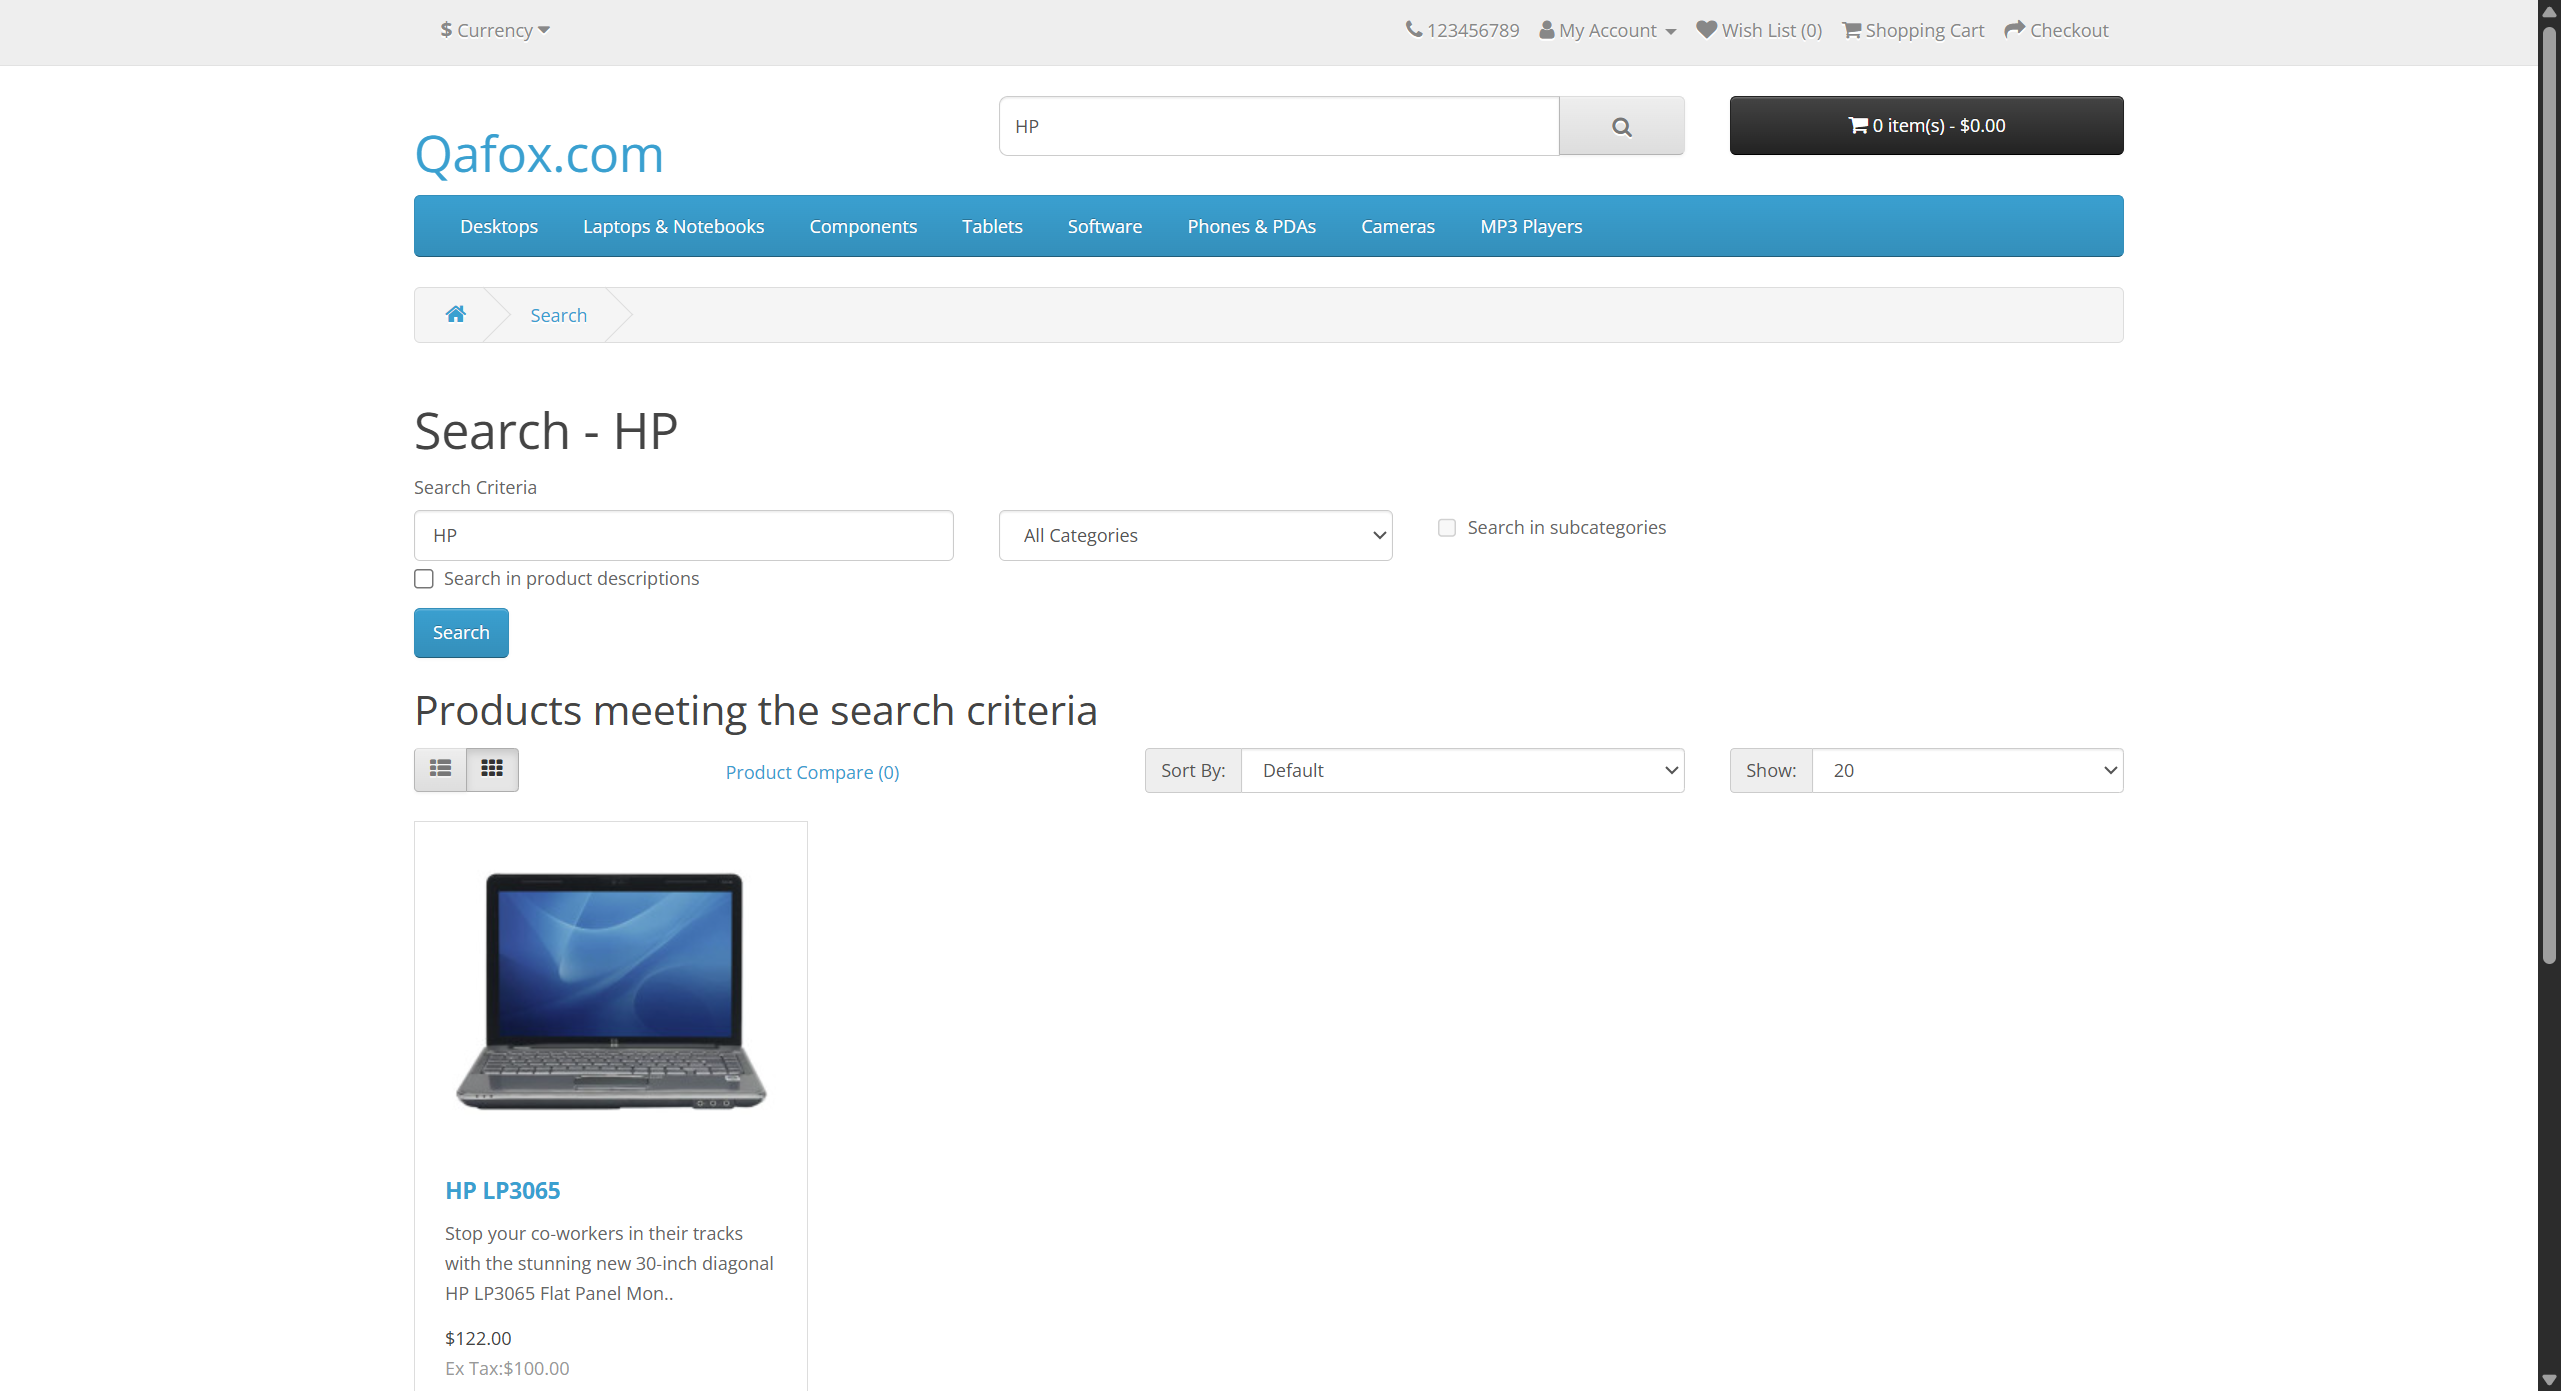 $ Currency
123456789 My Account Wish List (0) Shopping Cart Checkout
Qafox.com
HP
0 item(s) - $0.00
Desktops Laptops & Notebooks Components Tablets Software Phones & PDAs Cameras MP3 Players
Search
Search - HP
Search Criteria
HP
All Categories
Search in subcategories
Search in product descriptions
Search
Products meeting the search criteria
Product Compare (0)
Sort By: Default
Show: 20
HP LP3065
Stop your co-workers in their tracks
with the stunning new 30-inch diagonal
HP LP3065 Flat Panel Mon..
$122.00
Ex Tax:$100.00